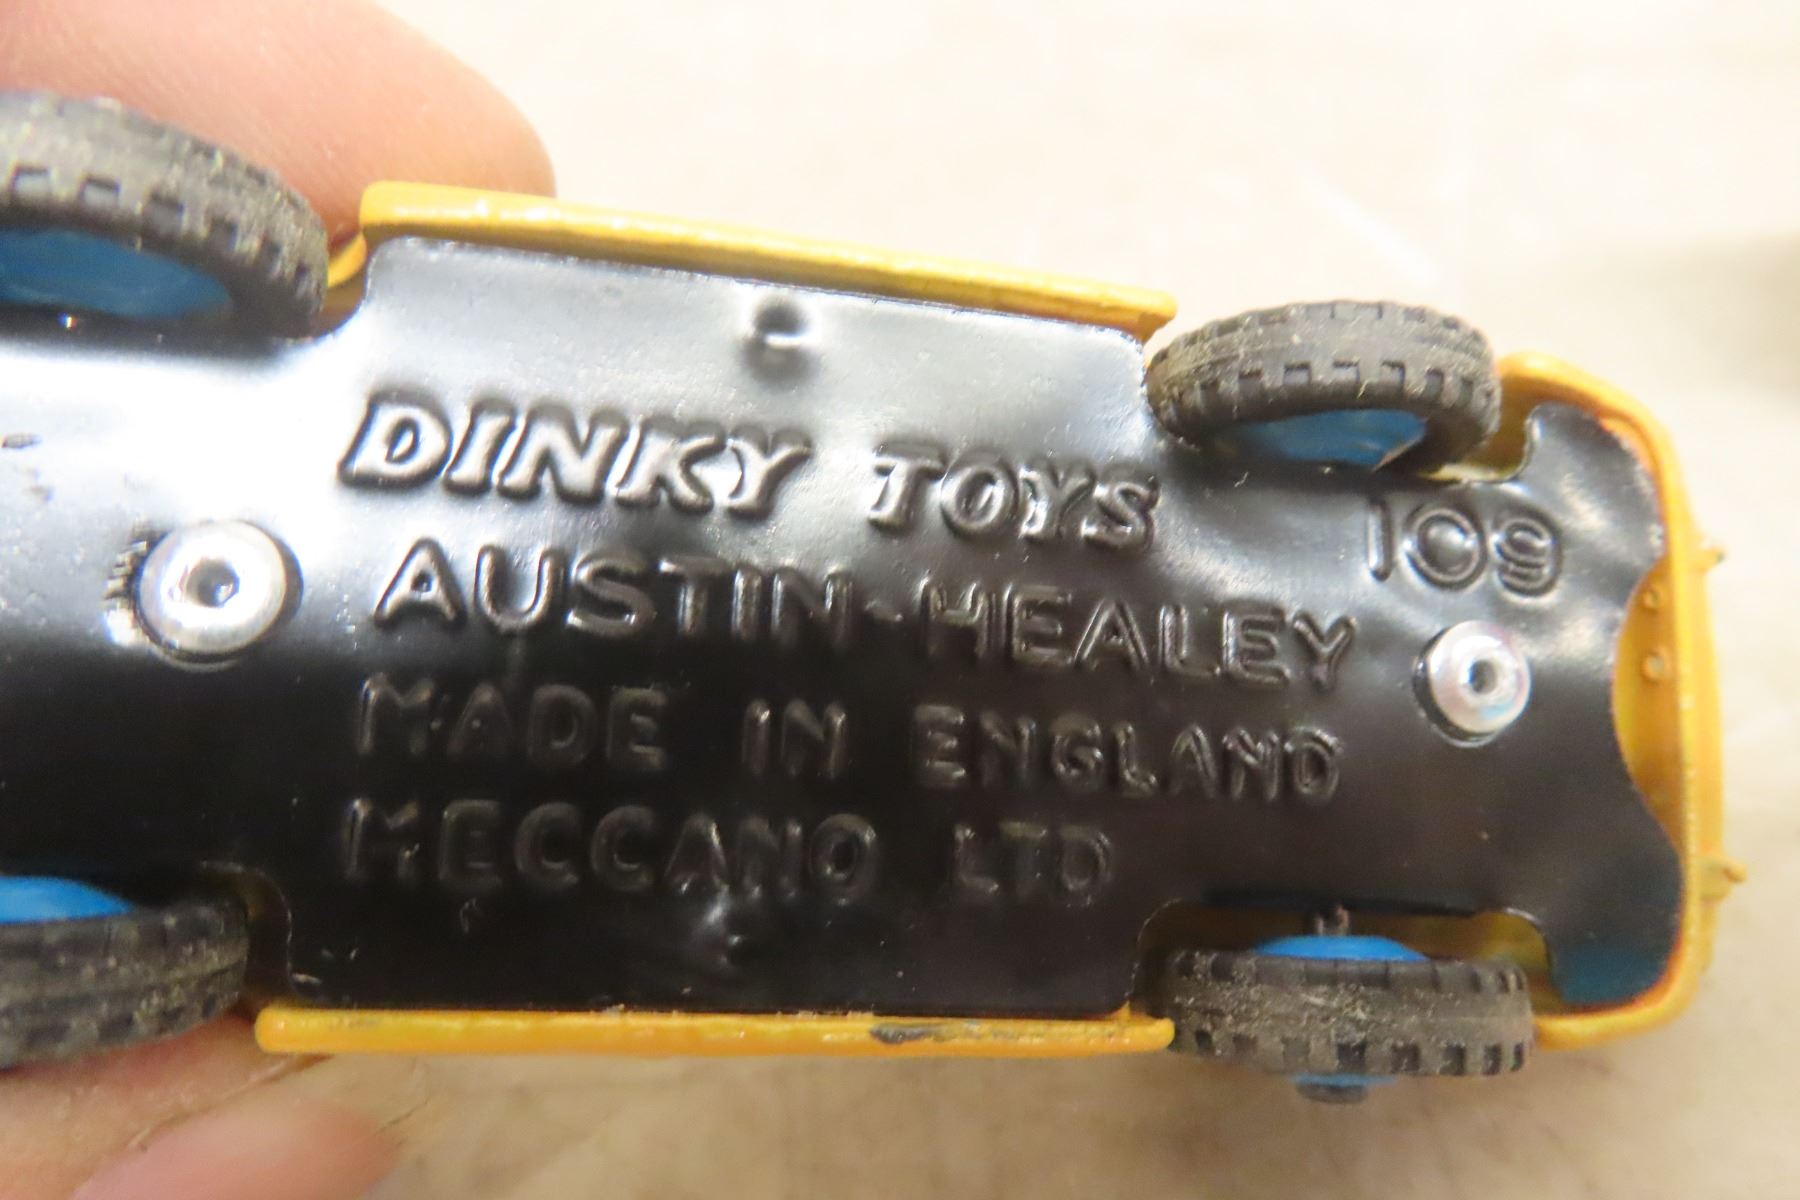 DINKY TOYS
109
AUSTIN-HEALEY
MADE IN ENGLAND
MECCANO LTD